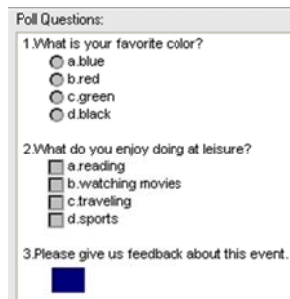 Poll Questions:
1.What is your favorite color?
a.blue
b.red
c.green
d.black
2.What do you enjoy doing at leisure?
a.reading
b.watching movies
c.traveling
d.sports
3.Please give us feedback about this event.